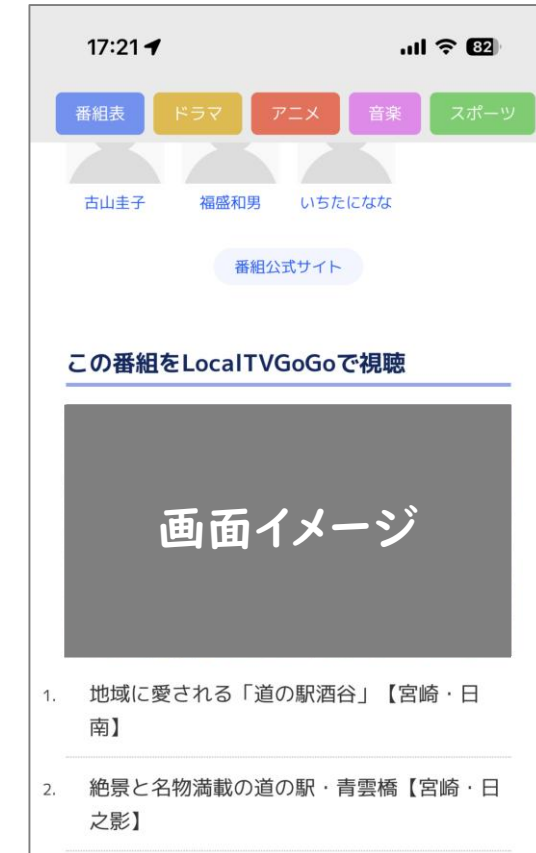 17:21
82
番組表 ドラマ アニメ 音楽 スポーツ
古山圭子 福盛和男 いちたになな
番組公式サイト
この番組をLocalTVGoGoで視聴
画面イメージ
1. 地域に愛される「道の駅酒谷」【宮崎・日
南】
2. 絶景と名物満載の道の駅・青雲橋【宮崎・日
之影】